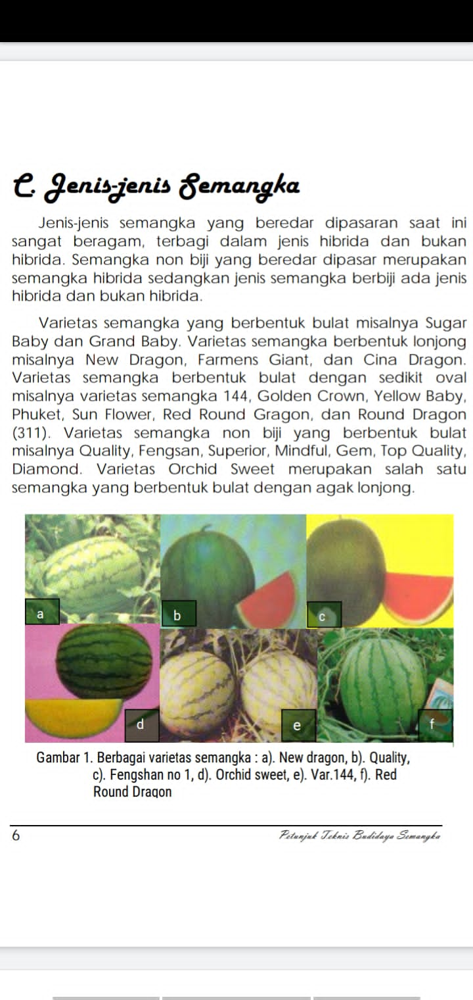 C. Jenis-jenis Semangka
Jenis-jenis semangka yang beredar dipasaran saat ini
sangat beragam, terbagi dalam jenis hibrida dan bukan
hibrida. Semangka non biji yang beredar dipasar merupakan
semangka hibrida sedangkan jenis semangka berbiji ada jenis
hibrida dan bukan hibrida.
Varietas semangka yang berbentuk bulat misalnya Sugar
Baby dan Grand Baby. Varietas semangka berbentuk lonjong
misalnya New Dragon, Farmens Giant, dan Cina Dragon.
Varietas semangka berbentuk bulat dengan sedikit oval
misalnya varietas semangka 144, Golden Crown, Yellow Baby,
Phuket, Sun Flower, Red Round Gragon, dan Round Dragon
(311). Varietas semangka non biji yang berbentuk bulat
misalnya Quality, Fengsan, Superior, Mindful, Gem, Top Quality,
Diamond. Varietas Orchid Sweet merupakan salah satu
semangka yang berbentuk bulat dengan agak lonjong.
a
b
c
d
e
f
Gambar 1. Berbagai varietas semangka : a). New dragon, b). Quality,
c). Fengshan no 1, d). Orchid sweet, e). Var.144, f). Red
Round Dragon
6
Petunjuk Teknis Budidaya Semangka